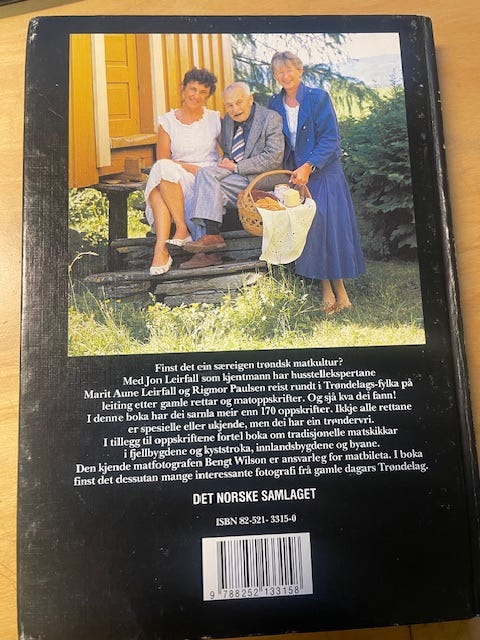 Finst det ein særeigen trøndsk matkultur?
Med Jon Leirfall som kjentmann har husstellekspertane
Marit Aune Leirfall og Rigmor Paulsen reist rundt i Trøndelags-fylka på
leiting etter gamle rettar og matoppskrifter. Og sjå kva dei fann!
I denne boka har dei samla meir enn 170 oppskrifter. Ikkje alle rettane
er spesielle eller ukjende, men dei har ein trøndervri.
I tillegg til oppskriftene fortel boka om tradisjonelle matskikkar
i fjellbygdene og kyststroka, innlandsbygdene og byane.
Den kjende matfotografen Bengt Wilson er ansvarleg for matbileta. I boka
finst det dessutan mange interessante fotografi frå gamle dagars Trøndelag.
DET NORSKE SAMLAGET
ISBN 82-521-3315-0
9 788252 133158